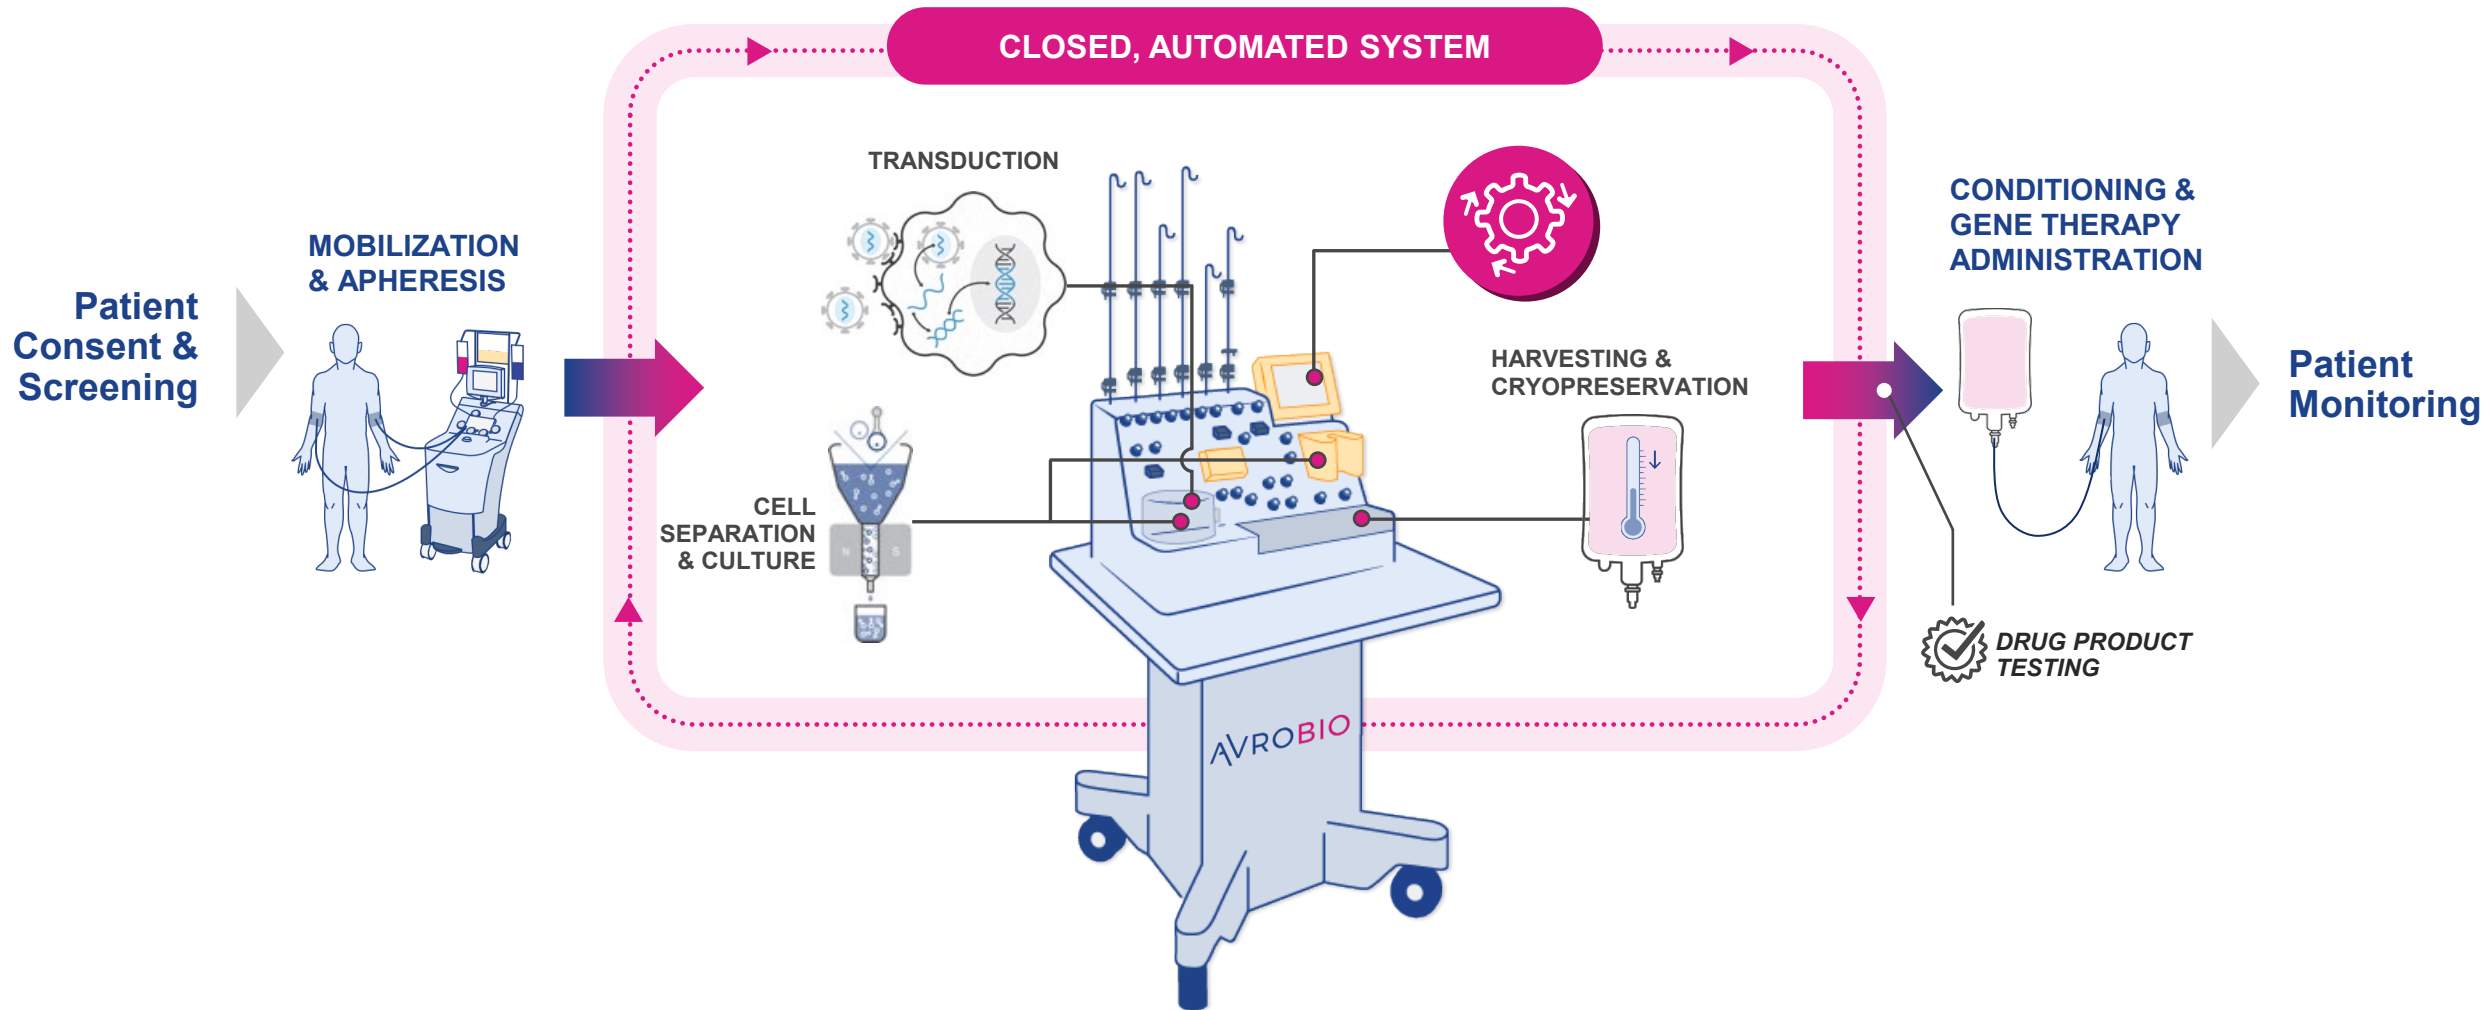 CLOSED, AUTOMATED SYSTEM
Patient
Consent &
Screening
MOBILIZATION
& APHERESIS
TRANSDUCTION
CELL
SEPARATION
& CULTURE
N S
HARVESTING &
CRYOPRESERVATION
AVROBIO
CONDITIONING &
GENE THERAPY
ADMINISTRATION
DRUG PRODUCT
TESTING
Patient
Monitoring